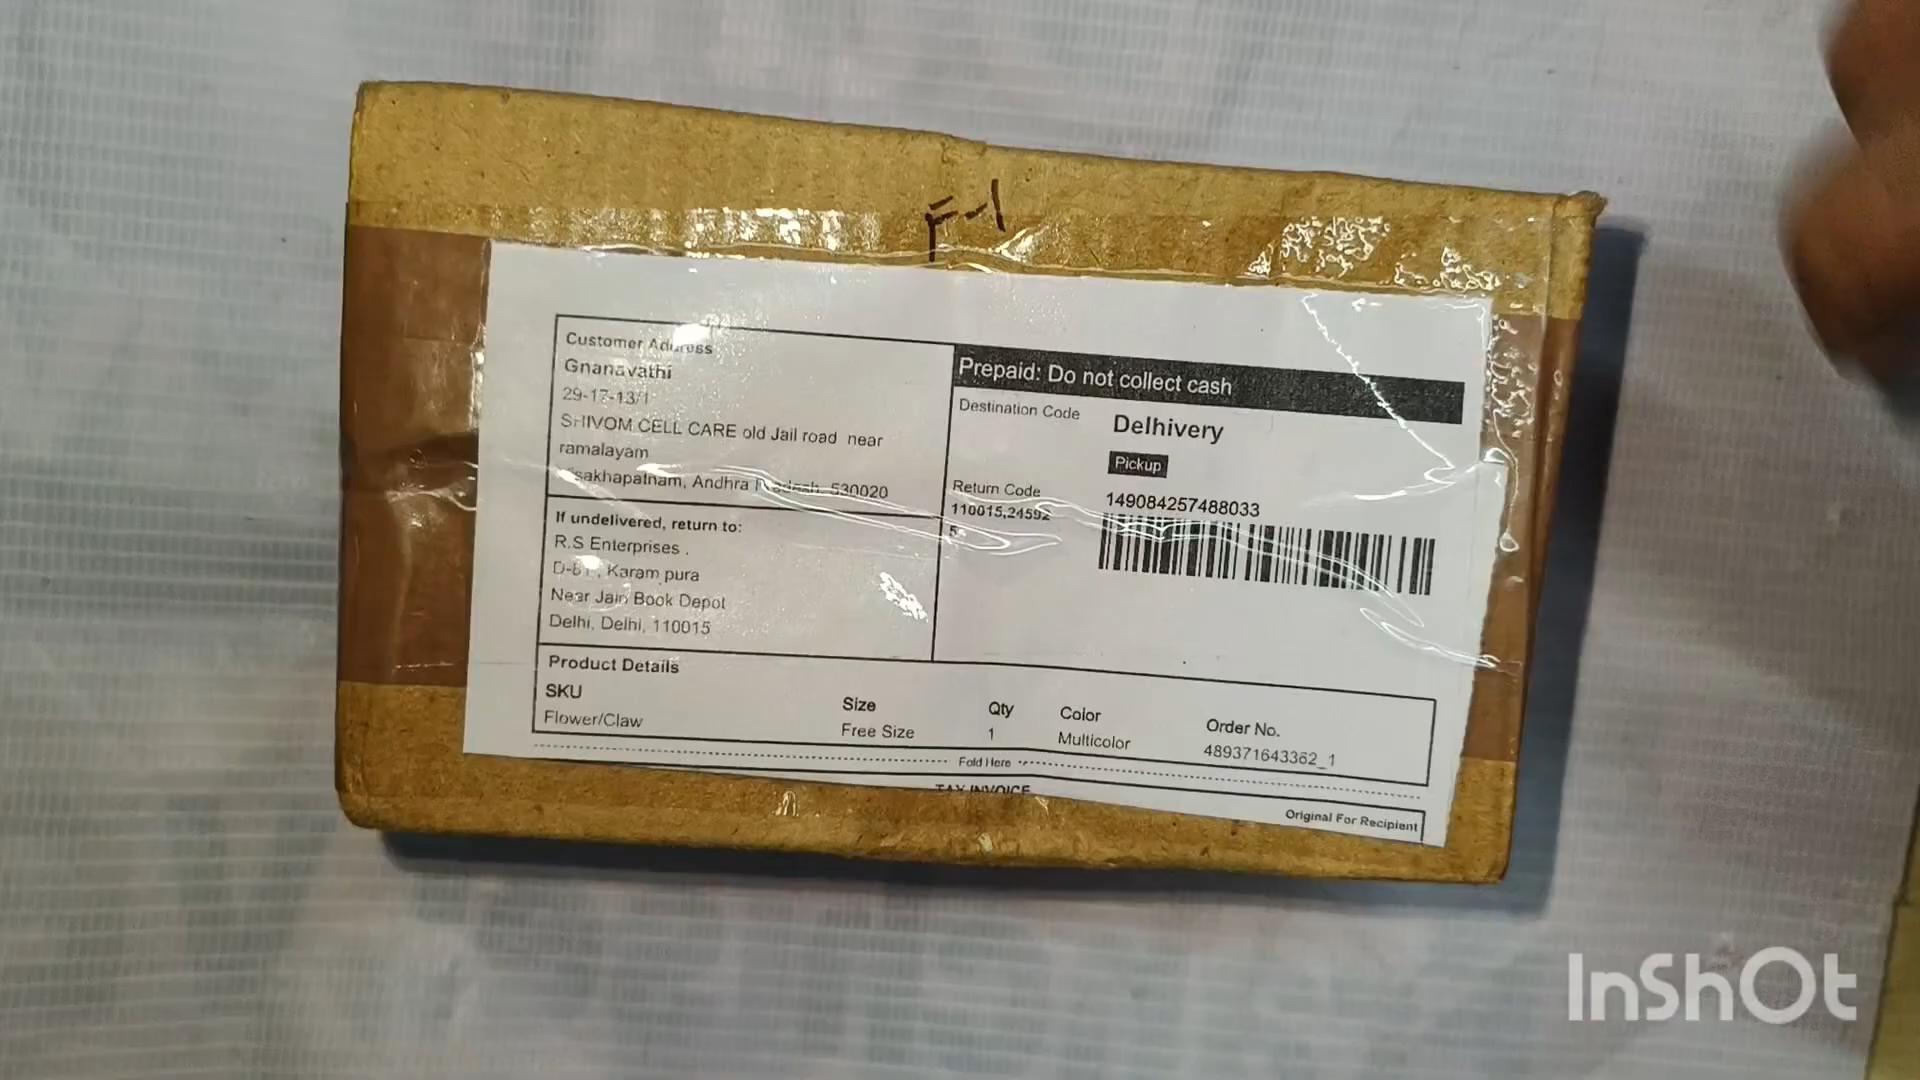 F-1
Customer Address
Gnanavathi
29-17-13/1
SHIVOM CELL CARE old Jail road near
ramalayam
Visakhapatnam, Andhra Pradesh, 530020
If undelivered, return to:
R.S Enterprises .
Karam pura
Near Jain Book Depot
Delhi, Delhi, 110015
Prepaid: Do not collect cash
Destination Code
Delhivery
Pickup
Return Code
110015,24592
5
149084257488033
Product Details
SKU Size Qty Color Order No.
Flower/Claw Free Size 1 Multicolor 489371643362_1
Fold Here
TAX INVOICE
Original For Recipient
InShOt